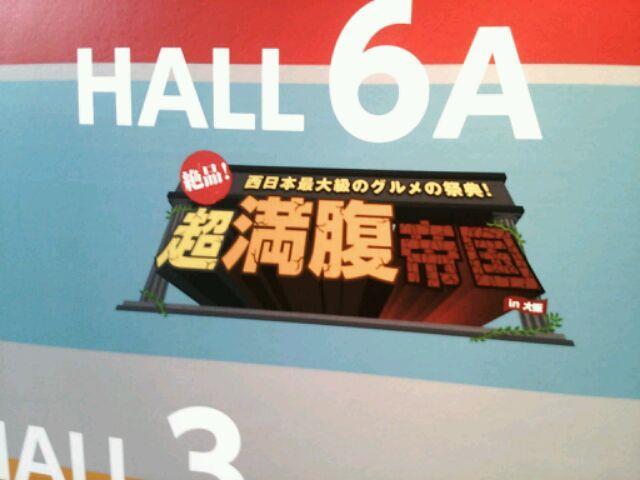 HALL 6A
絶品!
西日本最大級のグルメの祭典!
超満腹帝国
in 大阪
HALL 3